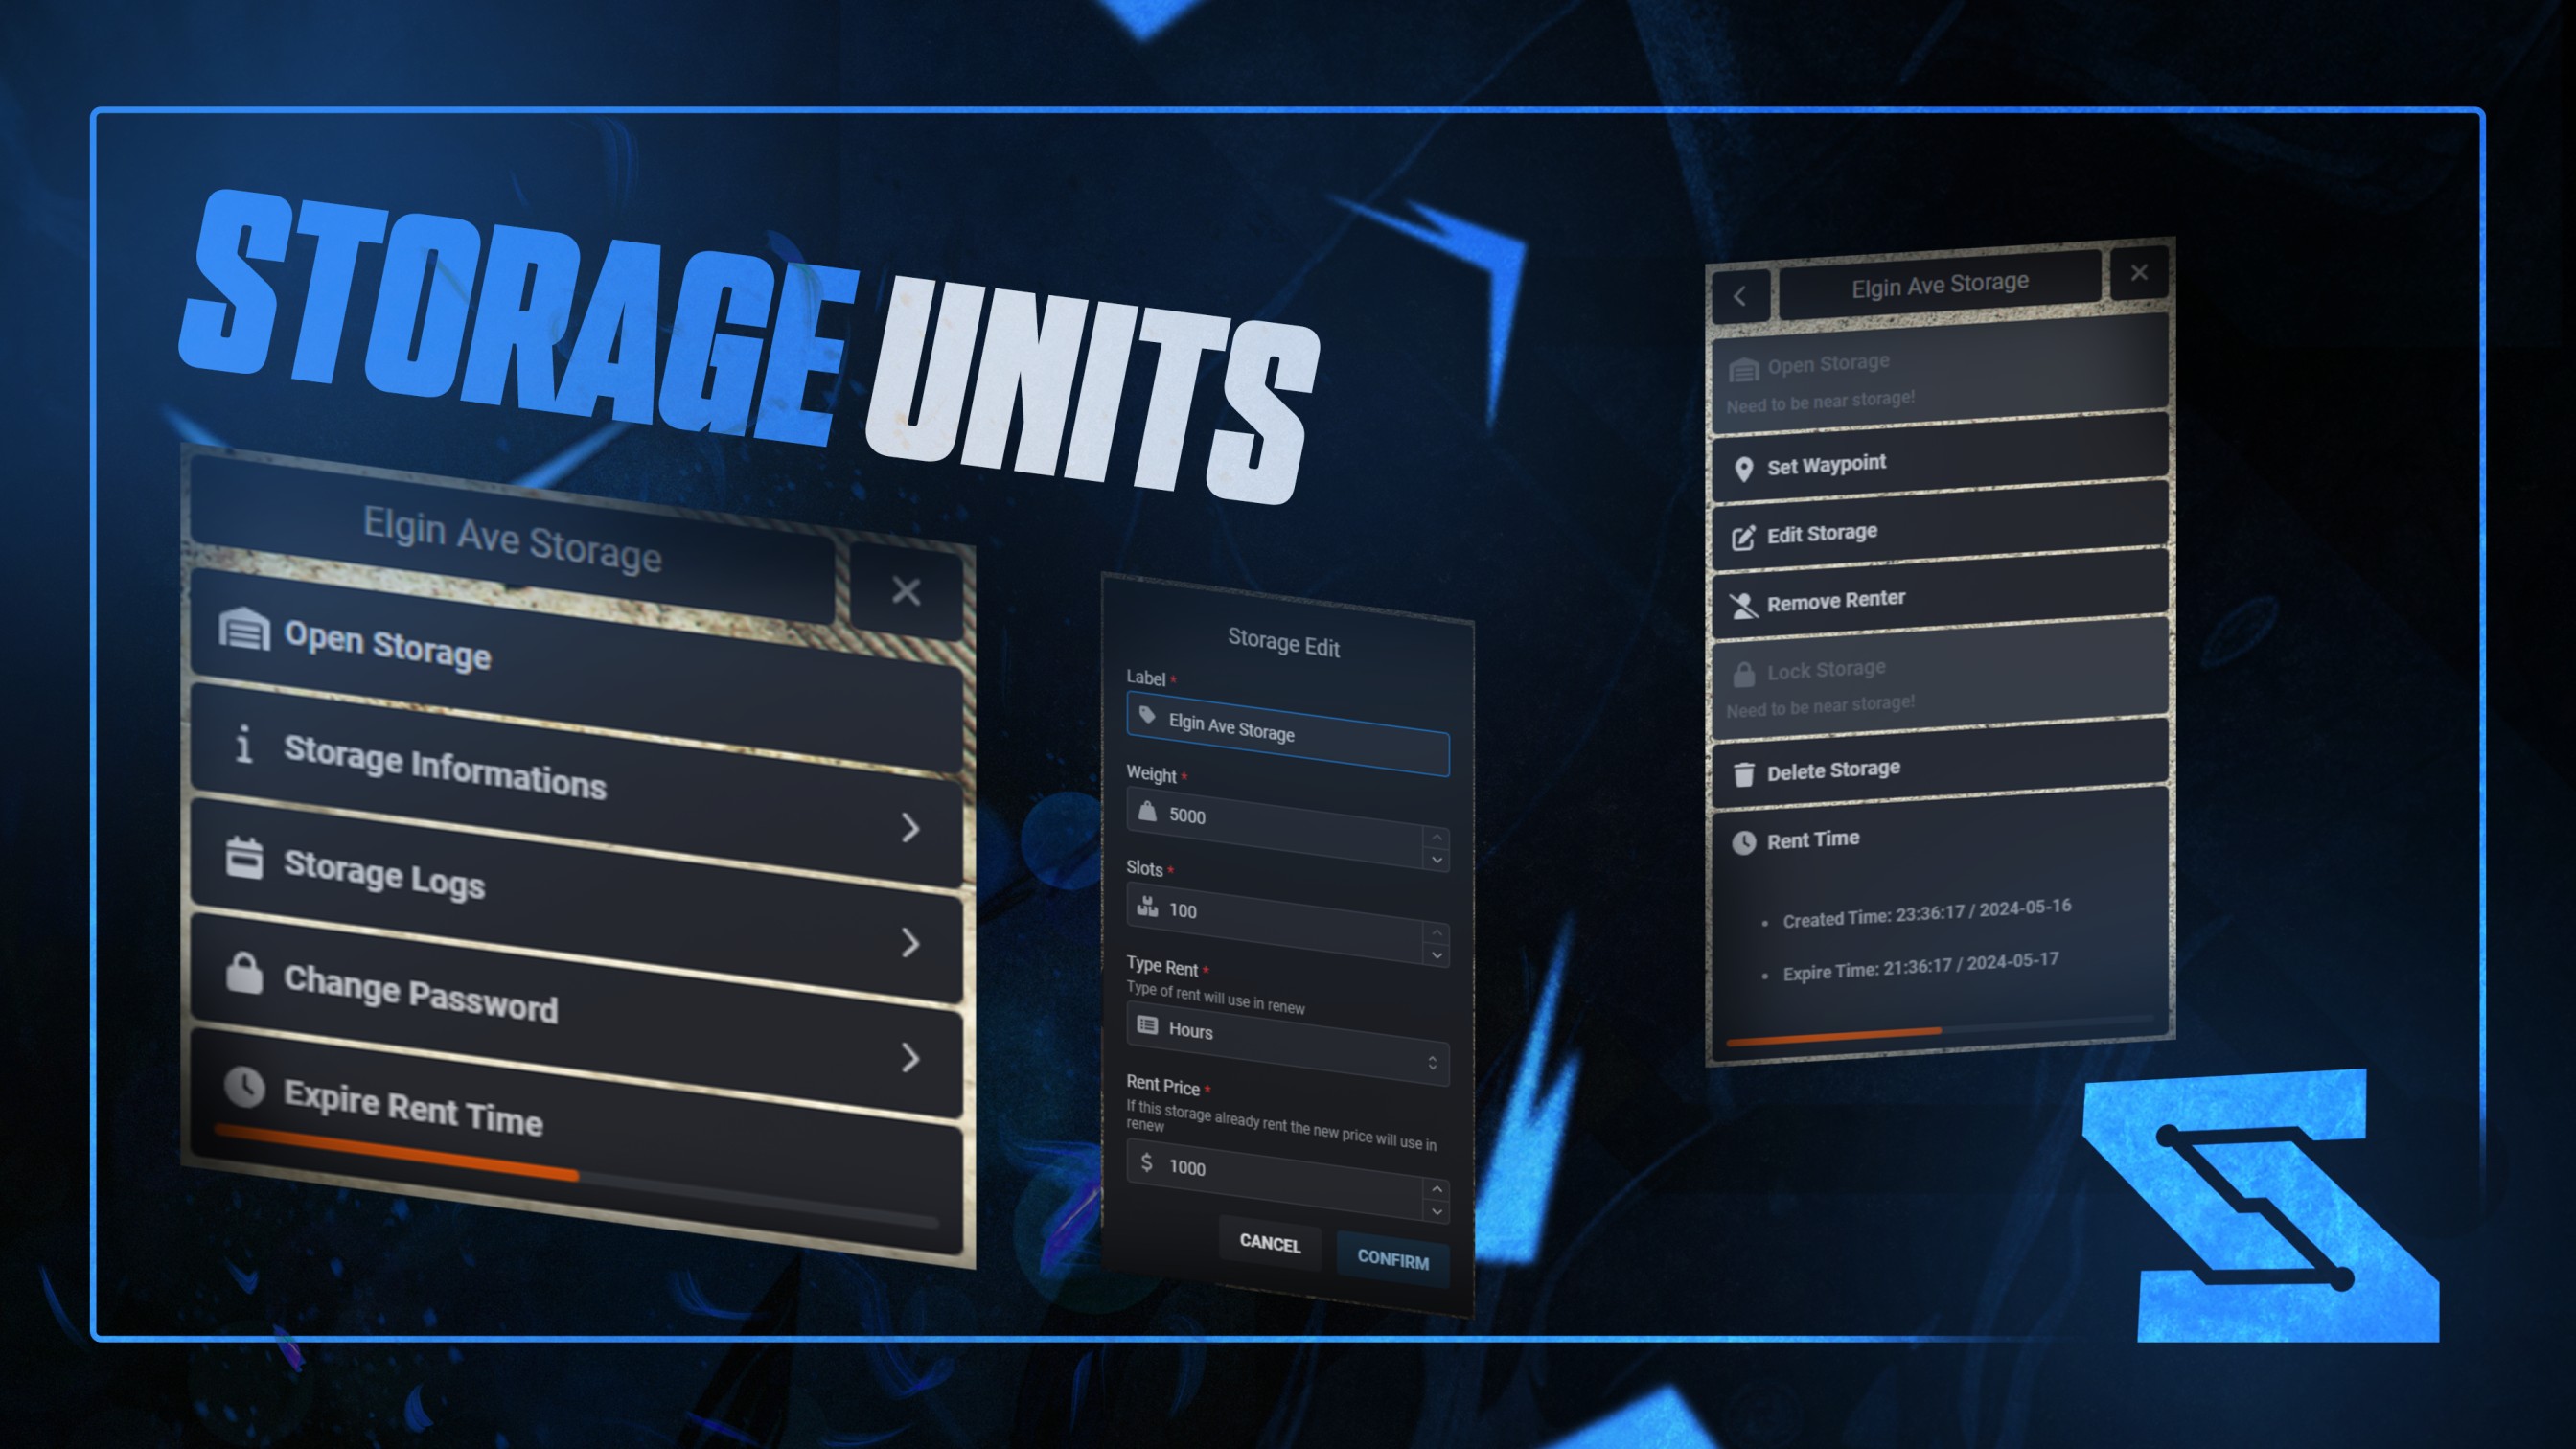 STORAGE UNITS
Elgin Ave Storage
Open Storage
Storage Informations
Storage Logs
Change Password
Expire Rent Time
Storage Edit
Label *
Elgin Ave Storage
Weight *
5000
Slots *
100
Type Rent *
Type of rent will use in renew
Hours
Rent Price *
If this storage already rent the new price will use in
renew
$ 1000
CANCEL CONFIRM
Elgin Ave Storage
Open Storage
Need to be near storage!
Set Waypoint
Edit Storage
Remove Renter
Lock Storage
Need to be near storage!
Delete Storage
Rent Time
• Created Time: 23:36:17 / 2024-05-16
• Expire Time: 21:36:17 / 2024-05-17